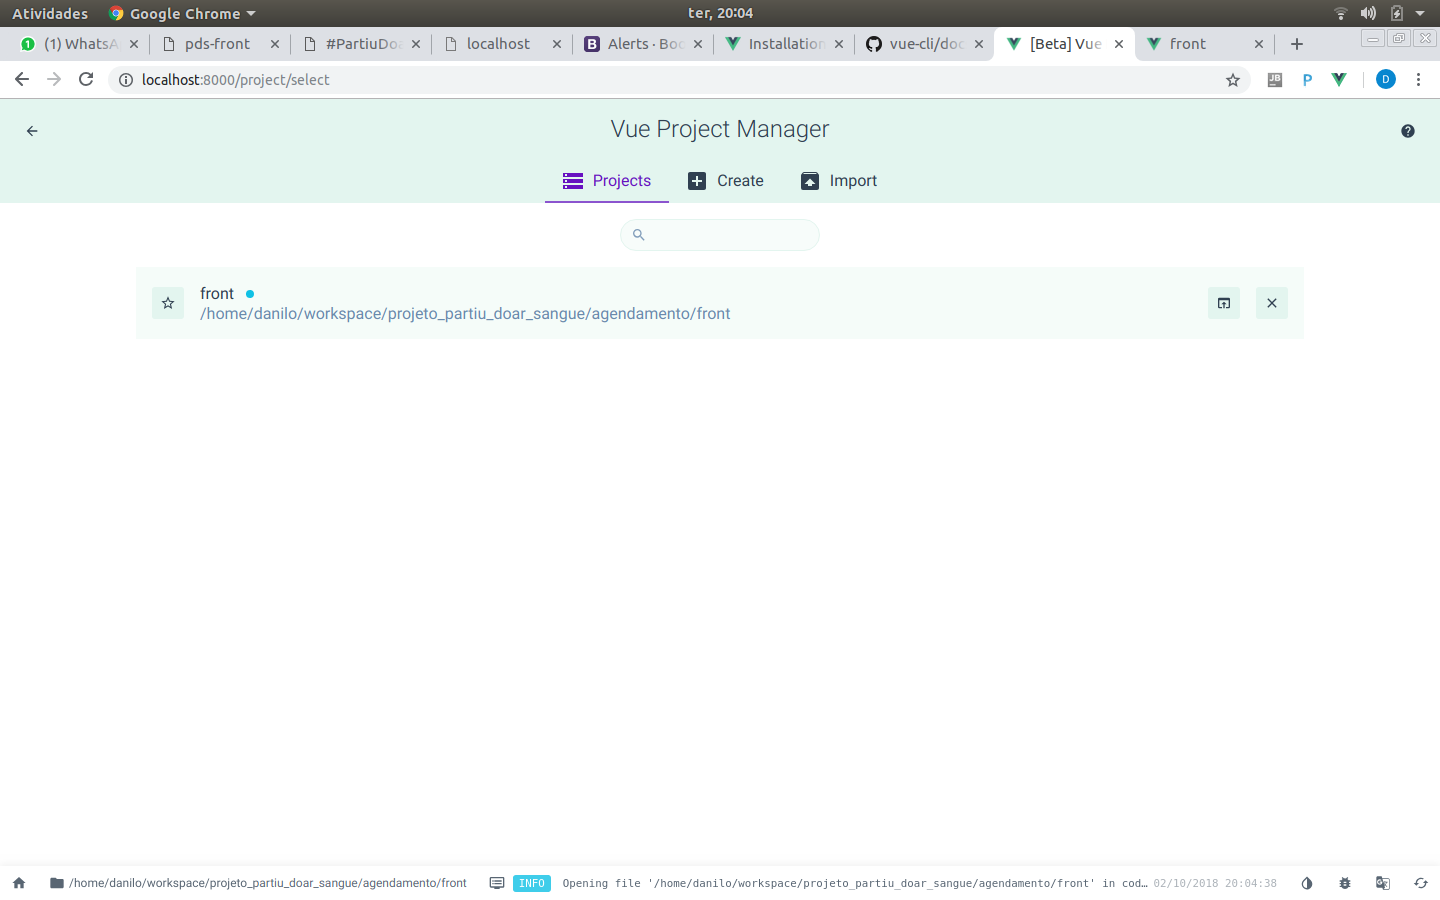 Atividades Google Chrome ter, 20:04
1 (1) WhatsA pds-front #PartiuDoa localhost B Alerts · Boo Installation vue-cli/doc [Beta] Vue front
localhost:8000/project/select JB P D
Vue Project Manager
Projects Create Import
front
/home/danilo/workspace/projeto_partiu_doar_sangue/agendamento/front
/home/danilo/workspace/projeto_partiu_doar_sangue/agendamento/front INFO Opening file '/home/danilo/workspace/projeto_partiu_doar_sangue/agendamento/front' in cod… 02/10/2018 20:04:38